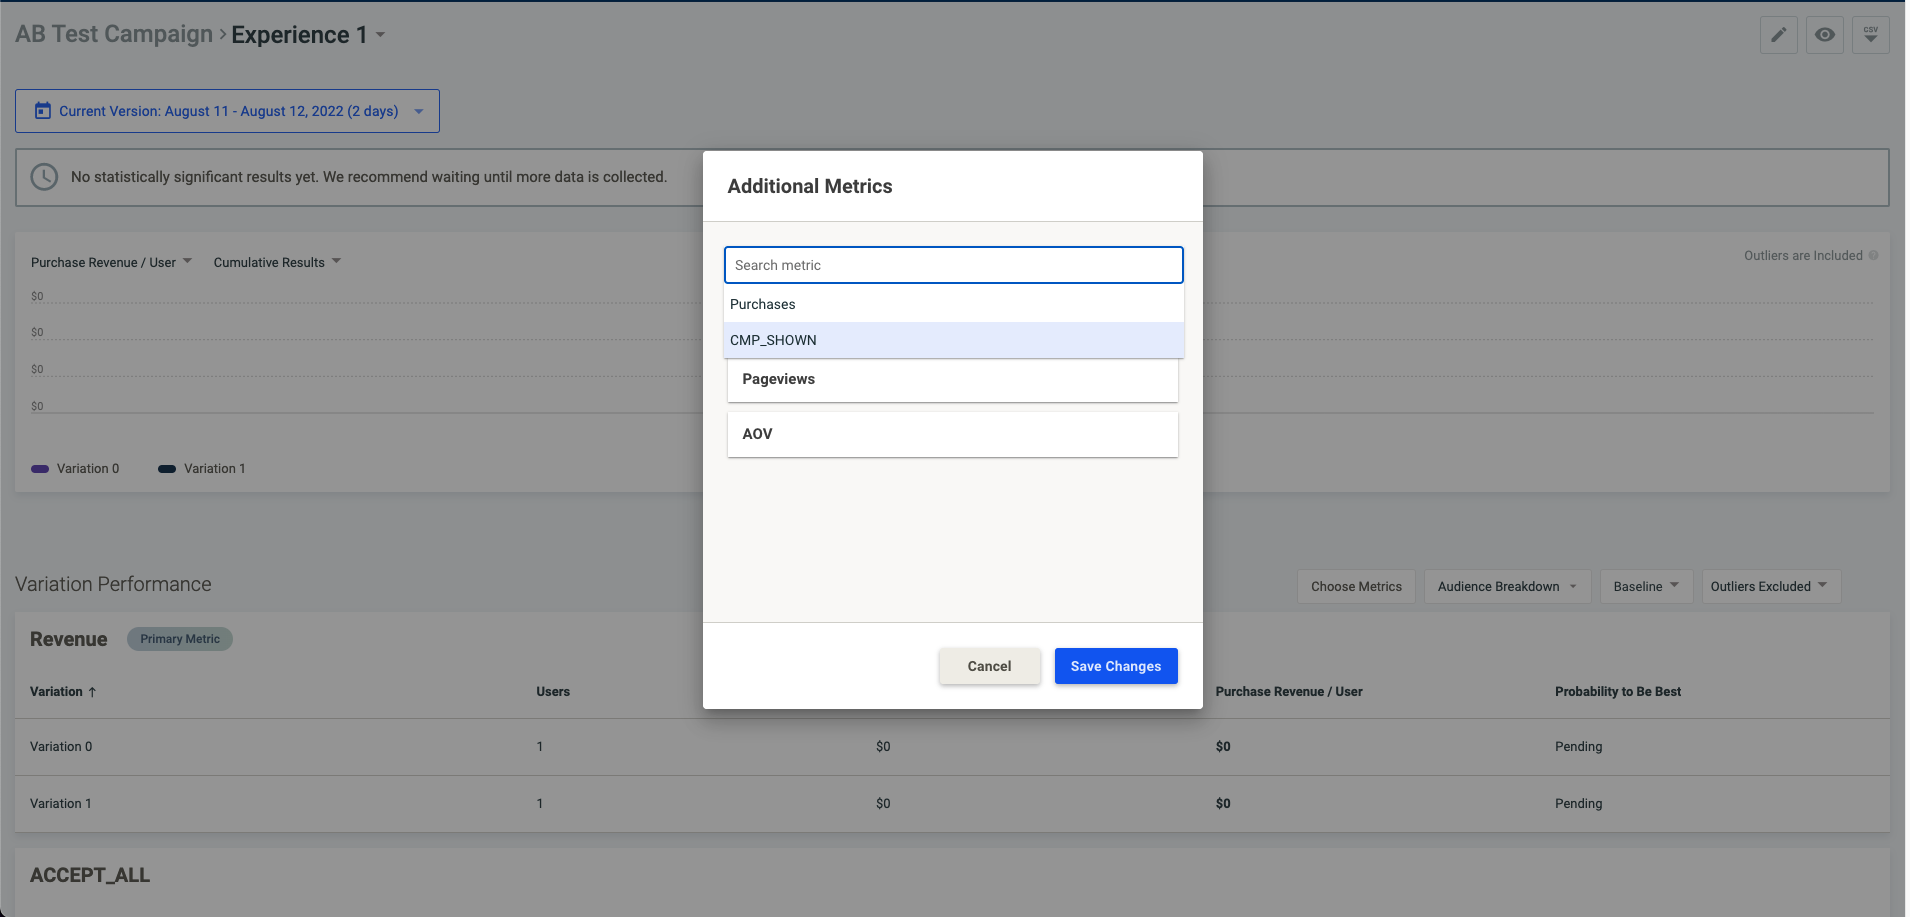 AB Test Campaign › Experience 1
CSV
Current Version: August 11 - August 12, 2022 (2 days)
No statistically significant results yet. We recommend waiting until more data is collected.
Purchase Revenue / User Cumulative Results
Outliers are Included
$0
$0
$0
$0
Variation 0 Variation 1
Additional Metrics
Search metric
Purchases
CMP_SHOWN
Pageviews
AOV
Cancel Save Changes
Variation Performance
Choose Metrics Audience Breakdown Baseline Outliers Excluded
Revenue Primary Metric
Variation ↑ Users Purchase Revenue / User Probability to Be Best
Variation 0 1 $0 $0 Pending
Variation 1 1 $0 $0 Pending
ACCEPT_ALL